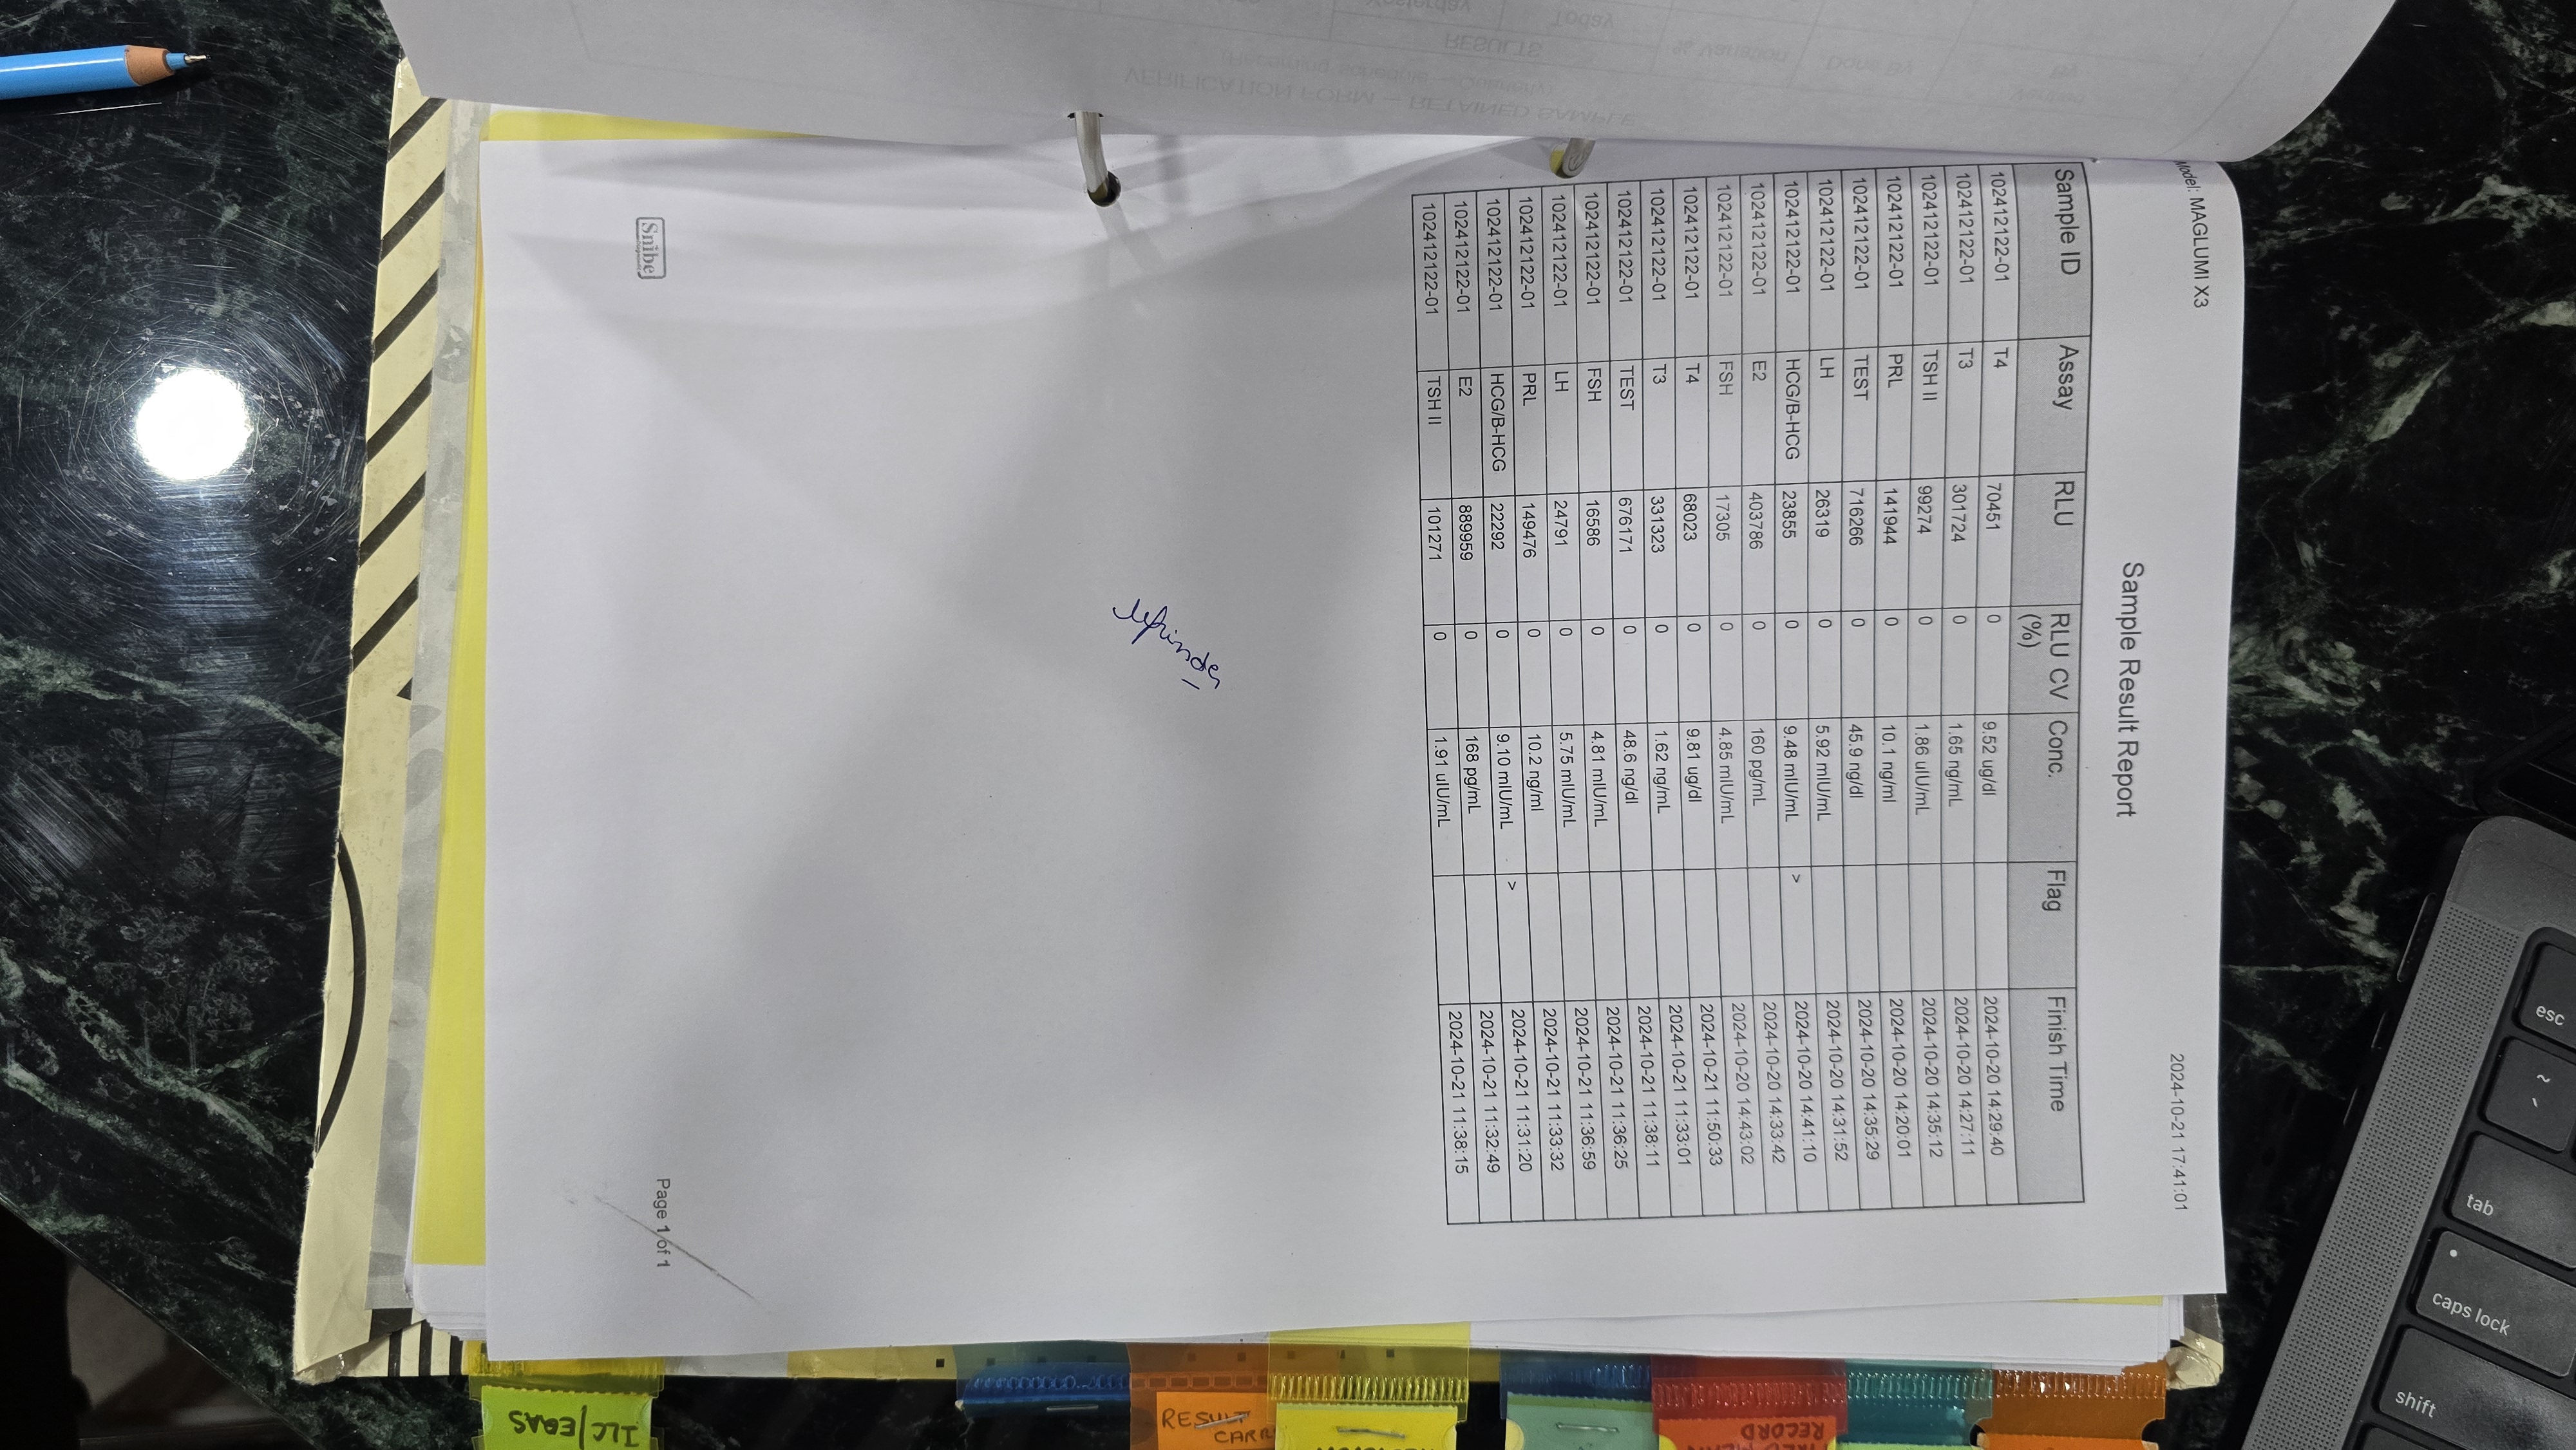 Model: MAGLUMI X3
2024-10-21 17:41:01
Sample Result Report
Sample ID Assay RLU RLU CV (%) Conc. Flag Finish Time
102412122-01 T4 70451 0 9.52 ug/dl 2024-10-20 14:29:40
102412122-01 T3 301724 0 1.65 ng/mL 2024-10-20 14:27:11
102412122-01 TSH II 99274 0 1.86 uIU/mL 2024-10-20 14:35:12
102412122-01 PRL 141944 0 10.1 ng/ml 2024-10-20 14:20:01
102412122-01 TEST 716266 0 45.9 ng/dl 2024-10-20 14:35:29
102412122-01 LH 26319 0 5.92 mIU/mL 2024-10-20 14:31:52
102412122-01 HCG/B-HCG 23855 0 9.48 mIU/mL > 2024-10-20 14:41:10
102412122-01 E2 403786 0 160 pg/mL 2024-10-20 14:33:42
102412122-01 FSH 17305 0 4.85 mIU/mL 2024-10-20 14:43:02
102412122-01 T4 68023 0 9.81 ug/dl 2024-10-21 11:50:33
102412122-01 T3 331323 0 1.62 ng/mL 2024-10-21 11:33:01
102412122-01 TEST 676171 0 48.6 ng/dl 2024-10-21 11:38:11
102412122-01 FSH 16586 0 4.81 mIU/mL 2024-10-21 11:36:25
102412122-01 LH 24791 0 5.75 mIU/mL 2024-10-21 11:36:59
102412122-01 PRL 149476 0 10.2 ng/ml 2024-10-21 11:33:32
102412122-01 HCG/B-HCG 22292 0 9.10 mIU/mL > 2024-10-21 11:31:20
102412122-01 E2 889959 0 168 pg/mL 2024-10-21 11:32:49
102412122-01 TSH II 101271 0 1.91 uIU/mL 2024-10-21 11:38:15
Snibe
Page 1 of 1
ILC/EQAS
RESULT
RECORD
esc
tab
caps lock
shift